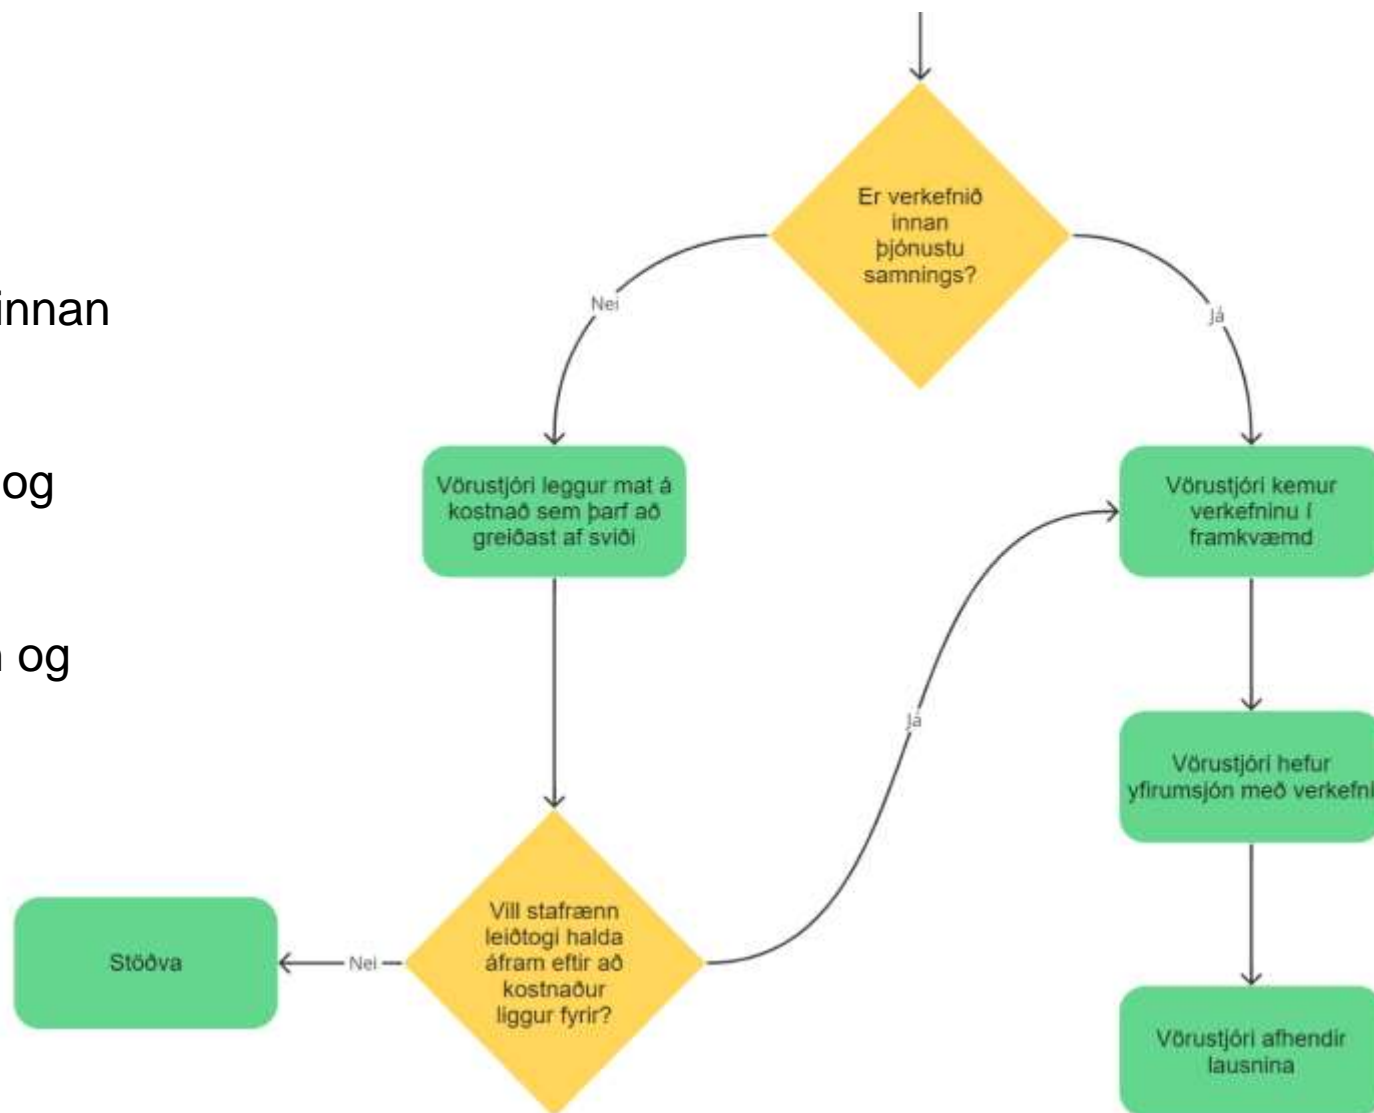 innan
og
n og
Er verkefnið
innan
þjónustu
samnings?
Nei
Já
Vörustjóri leggur mat á
kostnað sem þarf að
greiðast af sviði
Vörustjóri kemur
verkefninu í
framkvæmd
Já
Vörustjóri hefur
yfirumsjón með verkefni
Vill stafrænn
leiðtogi halda
áfram eftir að
kostnaður
liggur fyrir?
Nei
Stöðva
Vörustjóri afhendir
lausnina